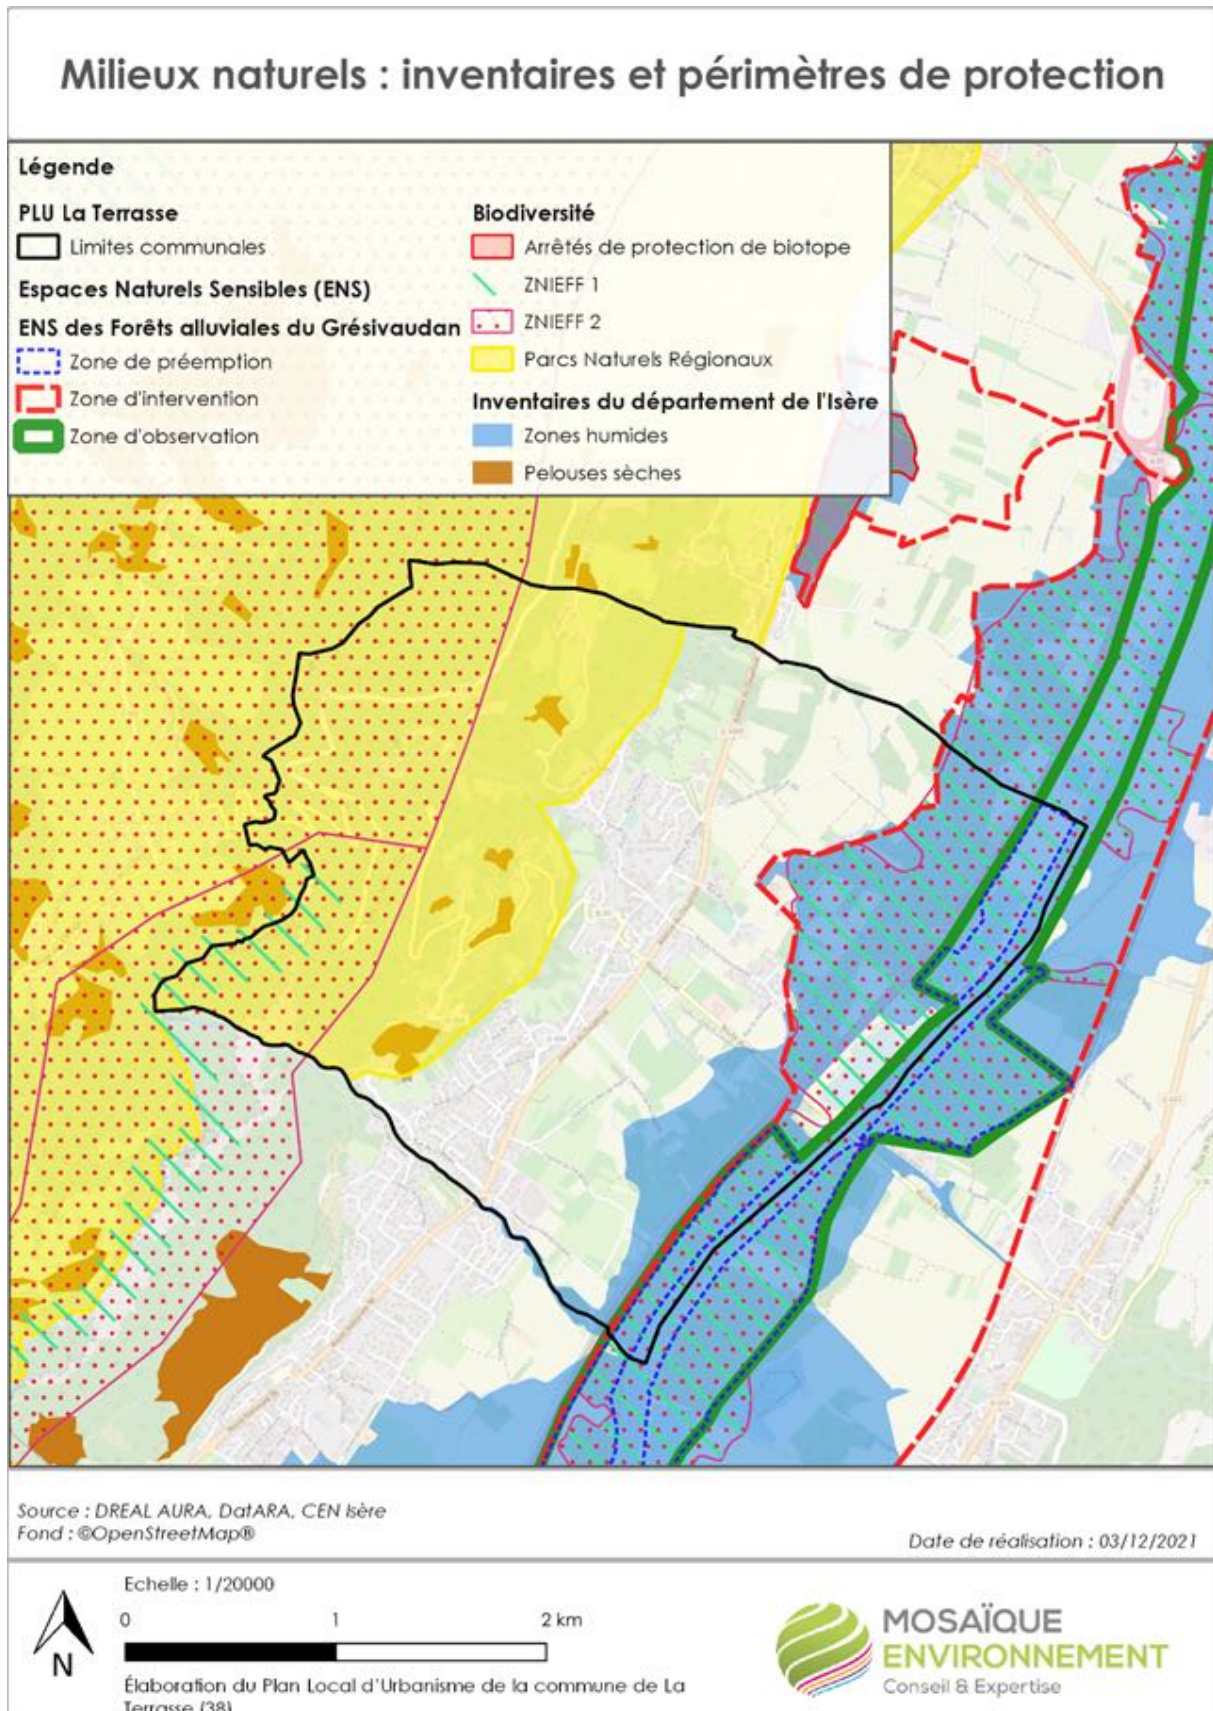 Milieux naturels : inventaires et périmètres de protection
Légende
PLU La Terrasse
Limites communales
Espaces Naturels Sensibles (ENS)
ENS des Forêts alluviales du Grésivaudan
Zone de préemption
Zone d'intervention
Zone d'observation
Biodiversité
Arrêtés de protection de biotope
ZNIEFF 1
ZNIEFF 2
Parcs Naturels Régionaux
Inventaires du département de l'Isère
Zones humides
Pelouses sèches
Source : DREAL AURA, DatARA, CEN Isère
Fond : ©OpenStreetMap®
Date de réalisation : 03/12/2021
Echelle : 1/20000
0 1 2 km
N
Élaboration du Plan Local d'Urbanisme de la commune de La
Terrasse (38)
MOSAÏQUE
ENVIRONNEMENT
Conseil & Expertise